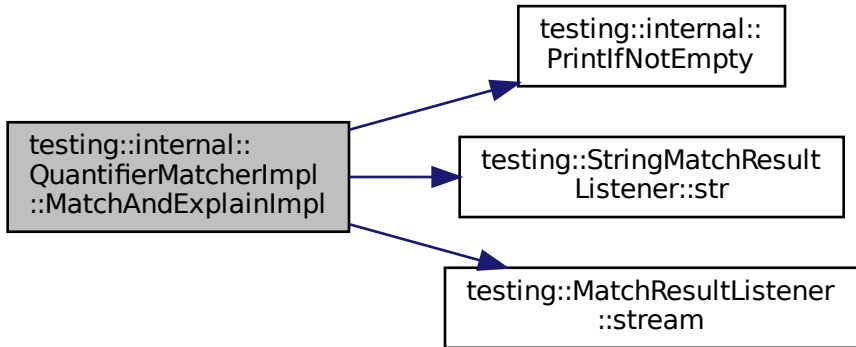 testing::internal::
QuantifierMatcherImpl
::MatchAndExplainImpl
testing::internal::
PrintIfNotEmpty
testing::StringMatchResult
Listener::str
testing::MatchResultListener
::stream